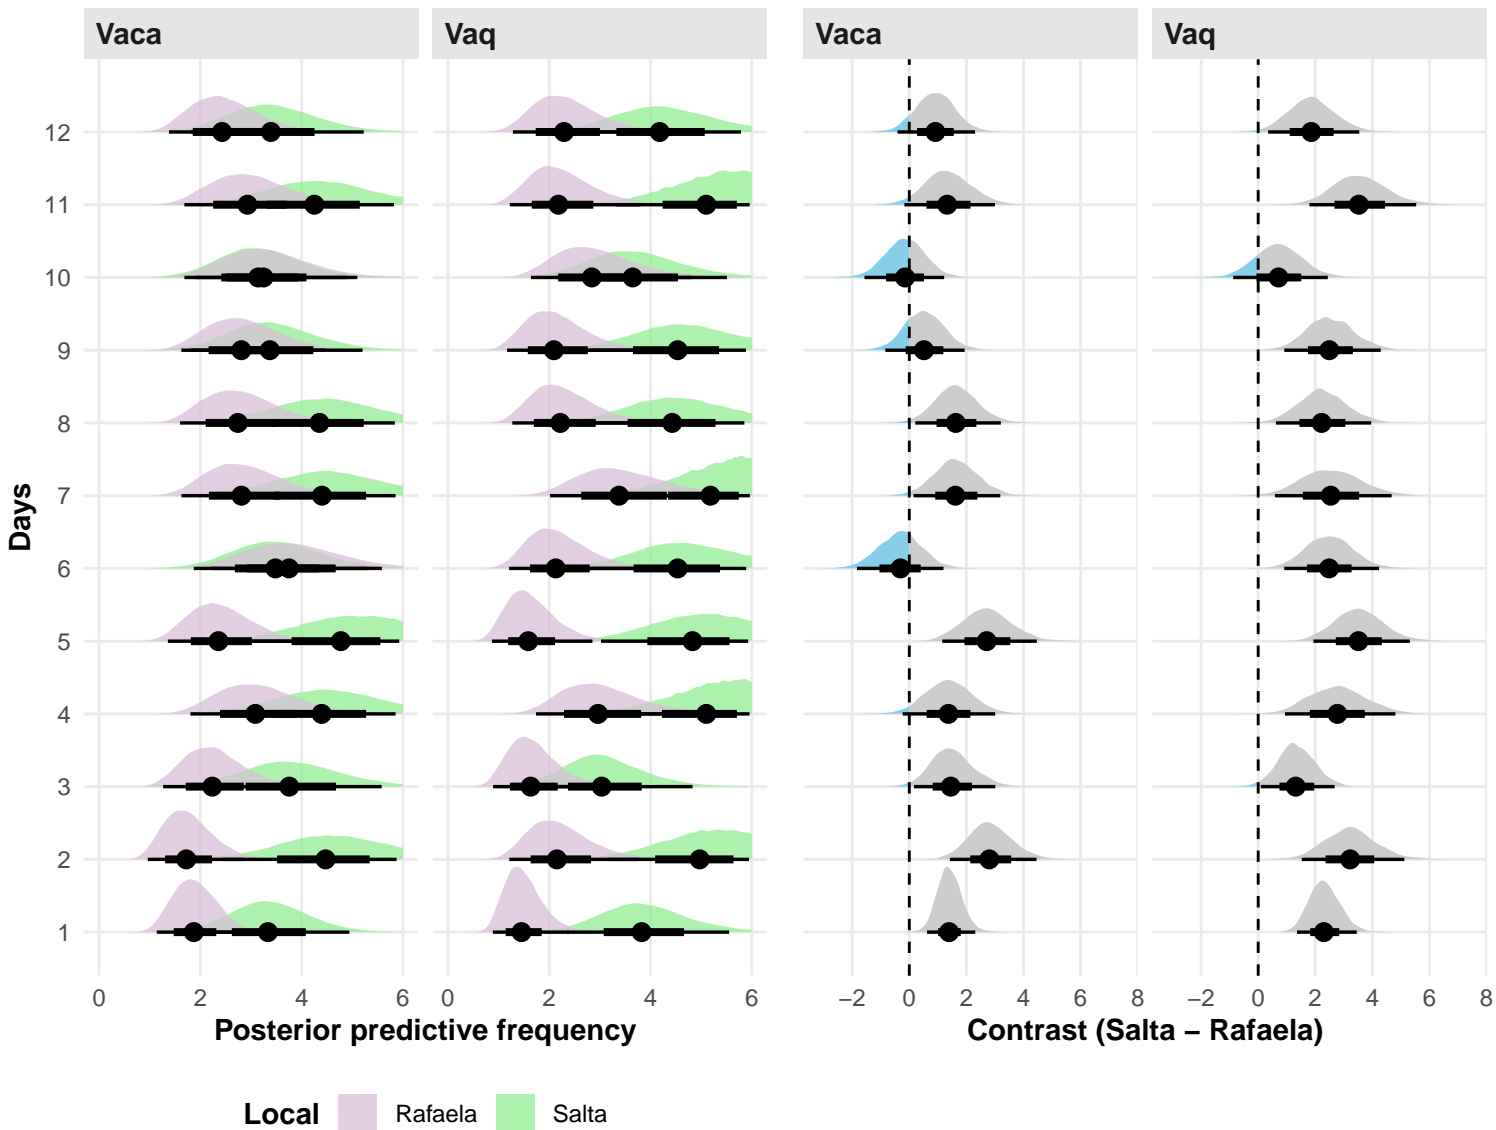 Vaca Vaq Vaca Vaq
12
11
10
9
8
7
6
5
4
3
2
1
Days
0 2 4 6 0 2 4 6 −2 0 2 4 6 8 −2 0 2 4 6 8
Posterior predictive frequency Contrast (Salta − Rafaela)
Local Rafaela Salta